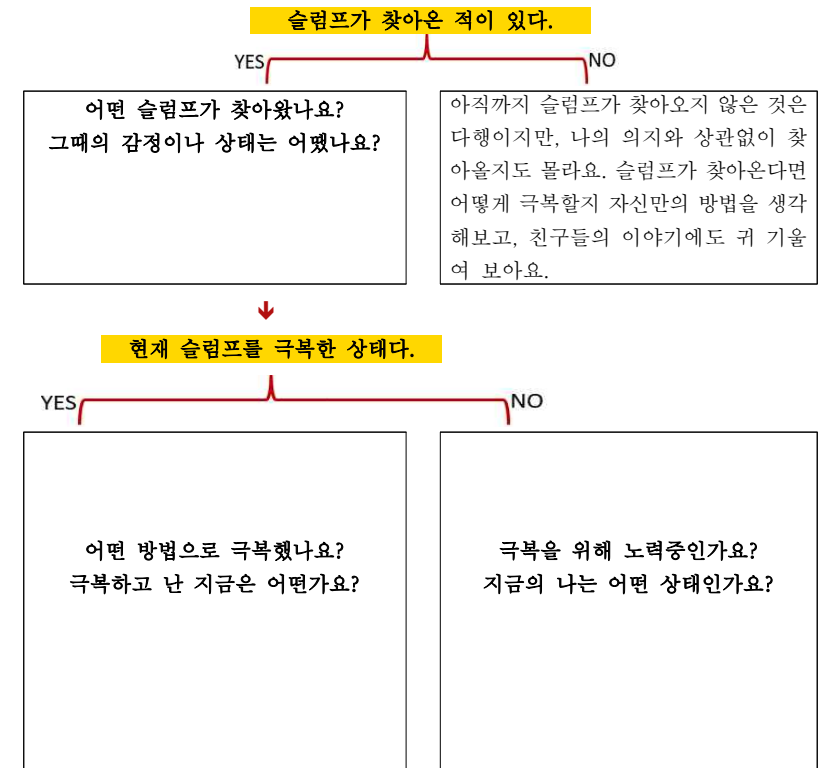 슬럼프가 찾아온 적이 있다.
YES
NO
어떤 슬럼프가 찾아왔나요?
그때의 감정이나 상태는 어땠나요?
아직까지 슬럼프가 찾아오지 않은 것은
다행이지만, 나의 의지와 상관없이 찾
아올지도 몰라요. 슬럼프가 찾아온다면
어떻게 극복할지 자신만의 방법을 생각
해보고, 친구들의 이야기에도 귀 기울
여 보아요.
현재 슬럼프를 극복한 상태다.
YES
NO
어떤 방법으로 극복했나요?
극복하고 난 지금은 어떤가요?
극복을 위해 노력중인가요?
지금의 나는 어떤 상태인가요?